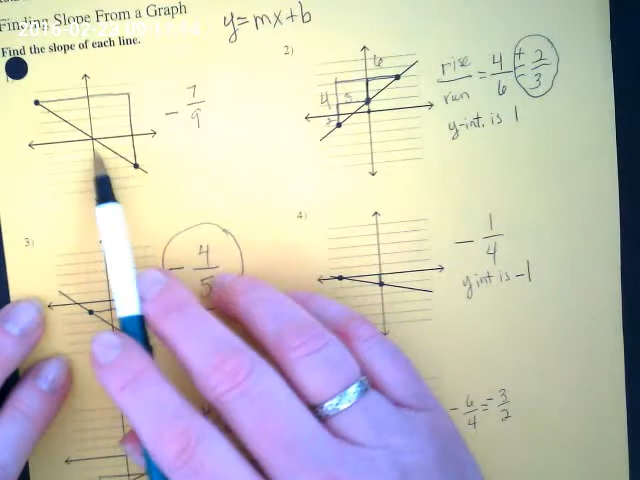 Finding Slope From a Graph
y=mx+b
Find the slope of each line.
- 7/9
2)
6
4
rise/run = 4/6 = + 2/3
y-int. is 1
3)
- 4/5
4)
- 1/4
y int is -1
- 6/4 = - 3/2